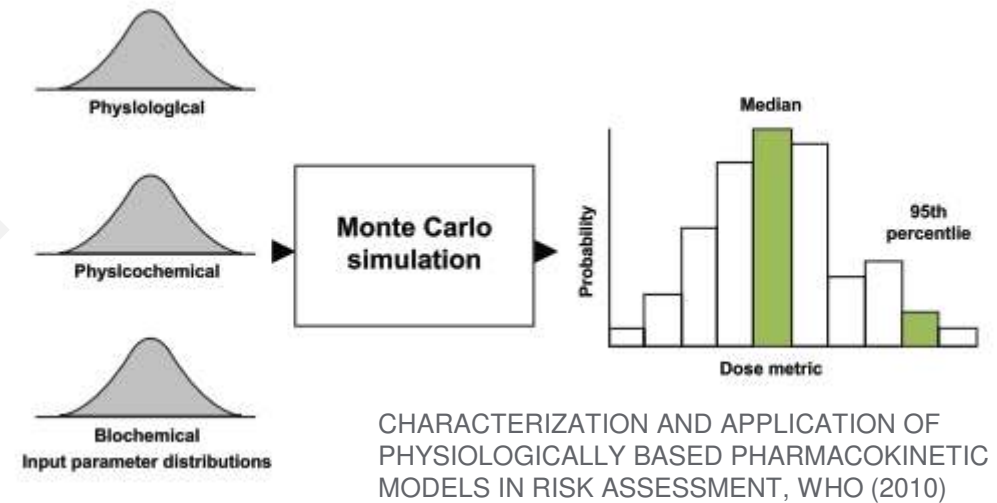 Physiological
Physicochemical
Biochemical
Input parameter distributions
Monte Carlo
simulation
Median
95th
percentlie
Probability
Dose metric
CHARACTERIZATION AND APPLICATION OF
PHYSIOLOGICALLY BASED PHARMACOKINETIC
MODELS IN RISK ASSESSMENT, WHO (2010)